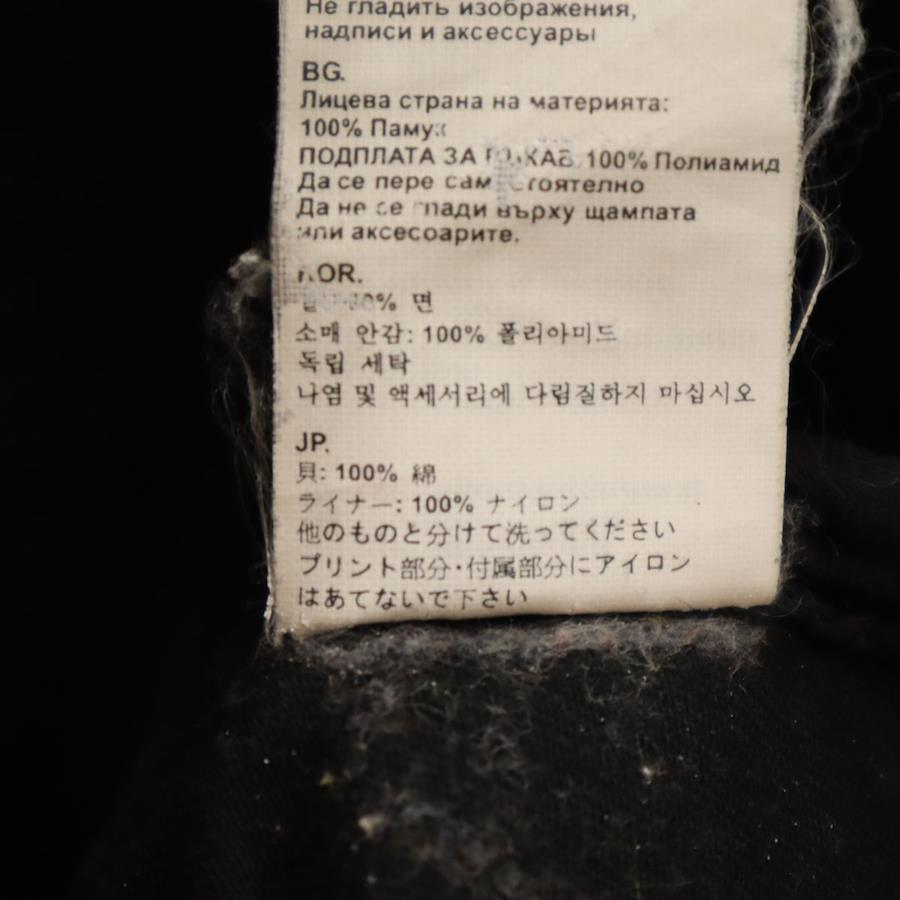 Не гладить изображения,
надписи и аксессуары
BG.
Лицева страна на материята:
100% Памук
ПОДПЛАТА ЗА 100% Полиамид
Да се пере самостоятелно
Да не се глади върху щампата
или аксесоарите.
KOR.
면
소매 안감: 100% 폴리아미드
독립 세탁
나염 및 액세서리에 다림질하지 마십시오
JP.
貝: 100% 綿
ライナー: 100% ナイロン
他のものと分けて洗ってください
プリント部分・付属部分にアイロン
はあてないで下さい